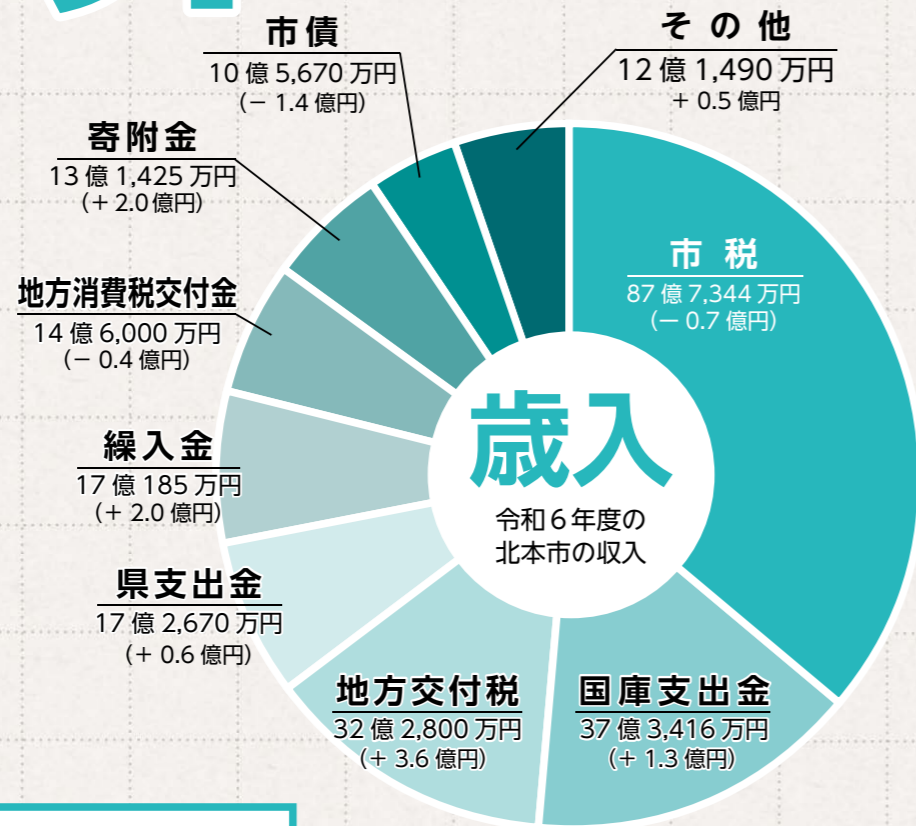 市債
10億5,670万円
(－1.4億円)
その他
12億1,490万円
＋0.5億円
寄附金
13億1,425万円
(＋2.0億円)
地方消費税交付金
14億6,000万円
(－0.4億円)
繰入金
17億185万円
(＋2.0億円)
県支出金
17億2,670万円
(＋0.6億円)
地方交付税
32億2,800万円
(＋3.6億円)
国庫支出金
37億3,416万円
(＋1.3億円)
市税
87億7,344万円
(－0.7億円)
歳入
令和6年度の
北本市の収入